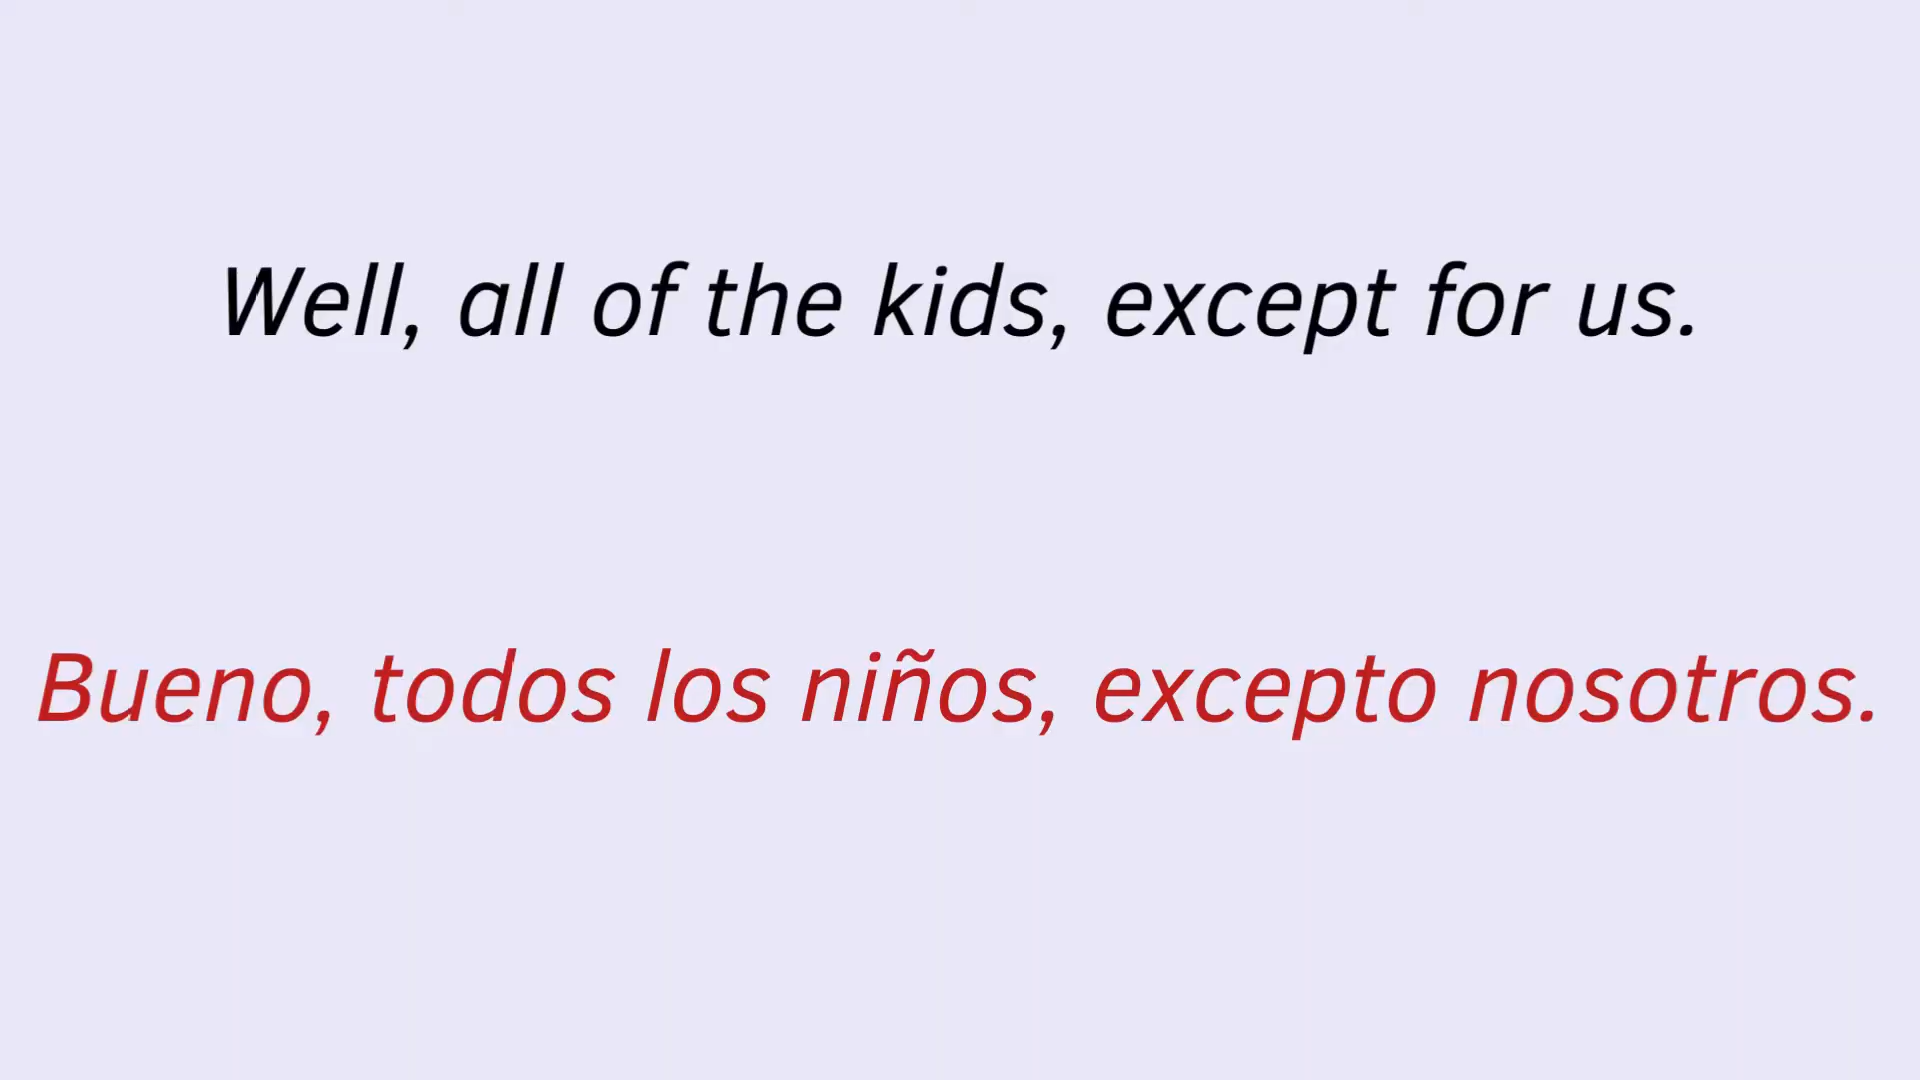 Well, all of the kids, except for us.
Bueno, todos los niños, excepto nosotros.